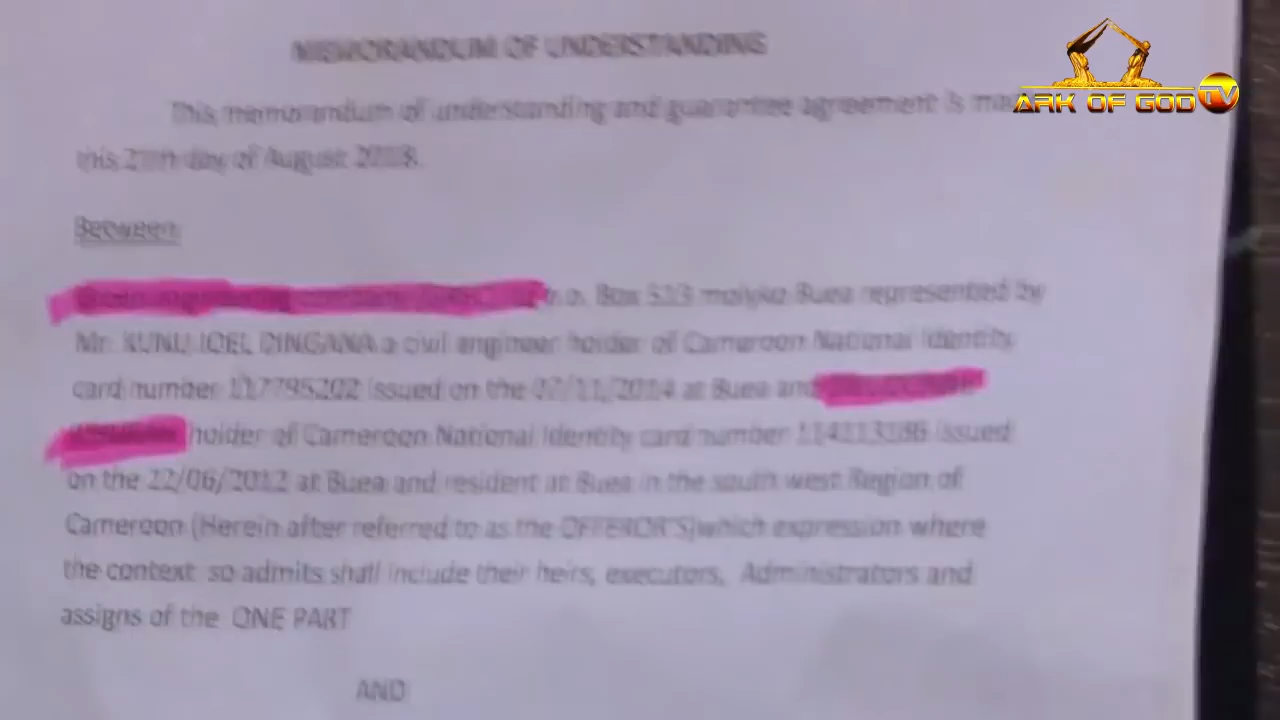 MEMORANDUM OF UNDERSTANDING
ARK OF GOD TV
This memorandum of understanding and guarantee agreement is
this day of August
Between
Box 513 molyko Buea represented by
Mr. KUNU JOEL DINGANA a civil engineer holder of Cameroon National Identity
card number 117795202 issued on the 07/11/2014 at Buea and
holder of Cameroon National Identity card number issued
on the 22/06/2012 at Buea and resident at Buea in the south west Region of
Cameroon (Herein after referred to as the OFFEROR'S)which expression where
the context so admits shall include their heirs, executors, Administrators and
assigns of the ONE PART
AND